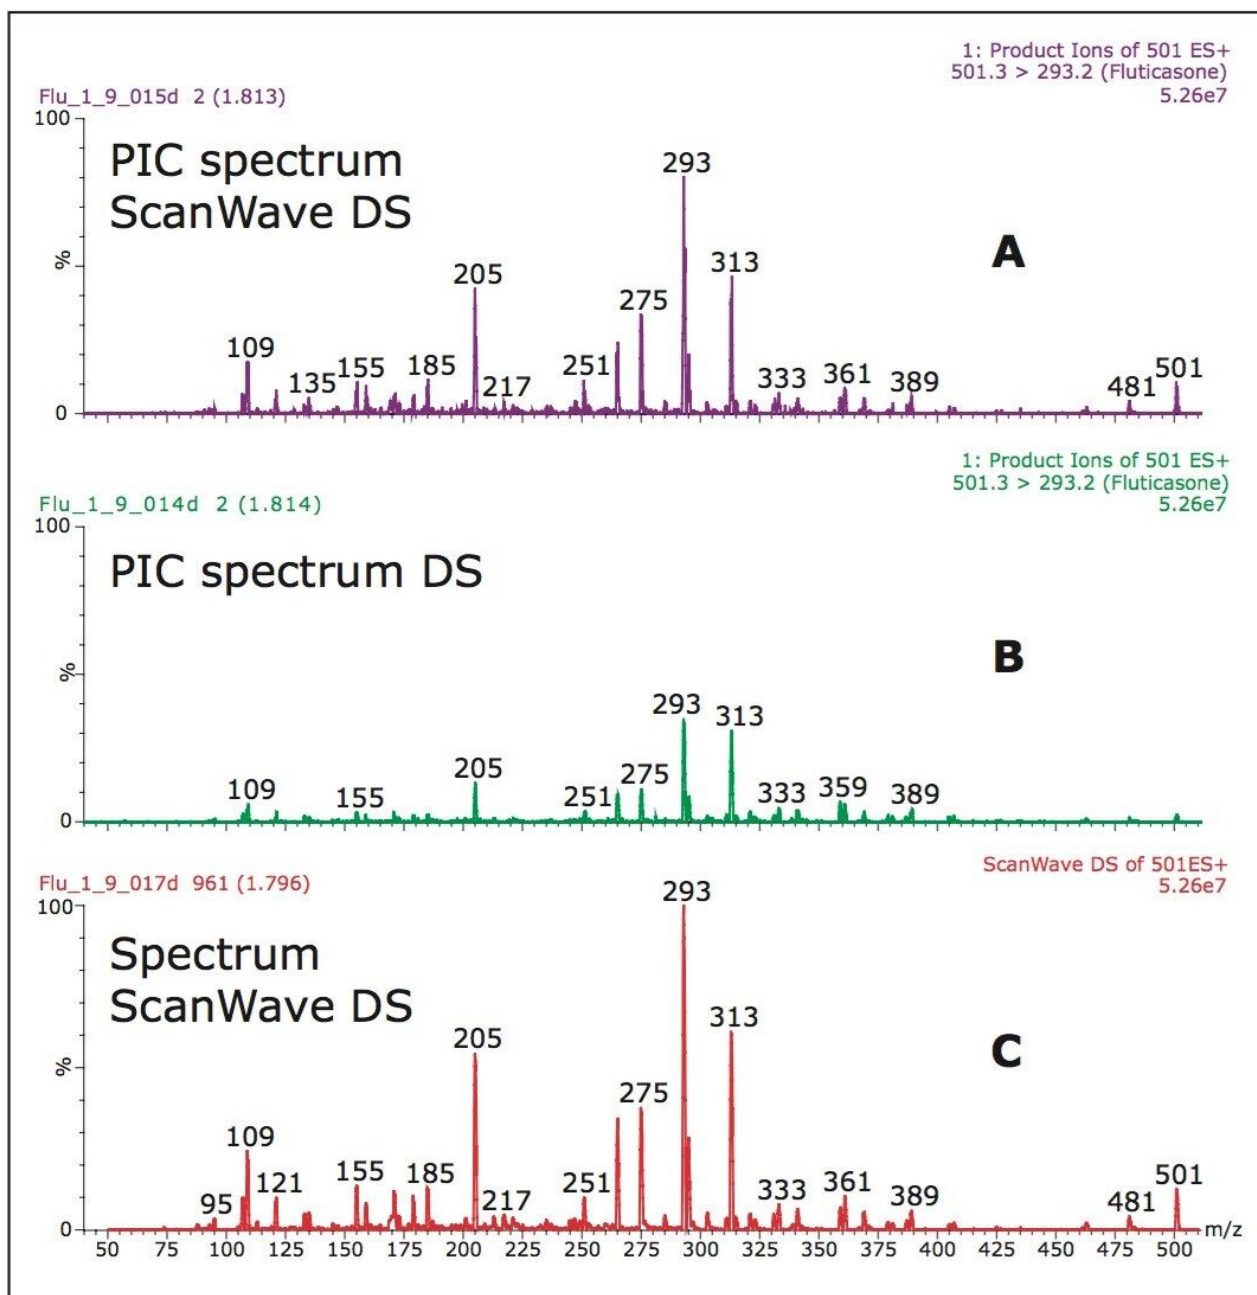 1: Product Ions of 501 ES+
501.3 > 293.2 (Fluticasone)
5.26e7
Flu_1_9_015d 2 (1.813)
100
PIC spectrum
ScanWave DS
%
A
293
313
205
275
109
135
155
185
217
251
333
361
389
481
501
0
1: Product Ions of 501 ES+
501.3 > 293.2 (Fluticasone)
5.26e7
Flu_1_9_014d 2 (1.814)
100
PIC spectrum DS
%
B
293
313
205
275
109
155
251
333
359
389
0
ScanWave DS of 501ES+
5.26e7
Flu_1_9_017d 961 (1.796)
100
Spectrum
ScanWave DS
%
C
293
313
205
275
109
95
121
155
185
217
251
333
361
389
481
501
0
m/z
50 75 100 125 150 175 200 225 250 275 300 325 350 375 400 425 450 475 500